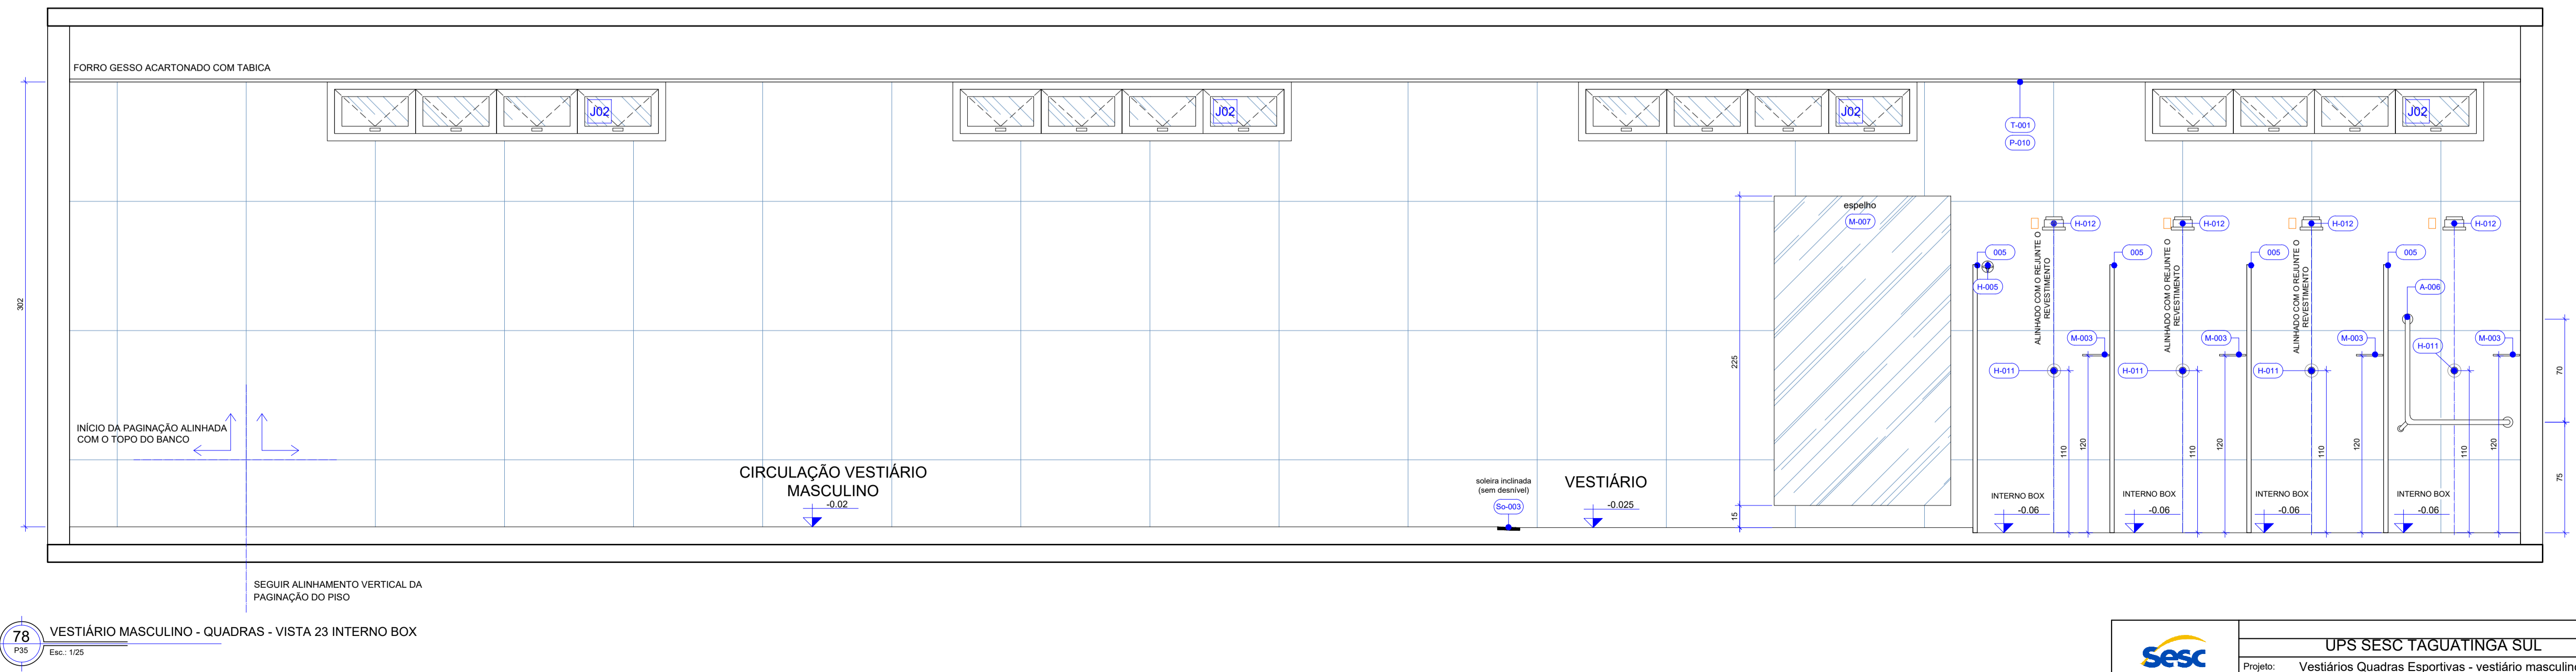 FORRO GESSO ACARTONADO COM TABICA
J02
J02
J02
J02
T-001
P-010
302
espelho
M-007
225
15
H-012
H-012
H-012
H-012
005
005
005
005
H-005
ALINHADO COM O REJUNTE O
REVESTIMENTO
ALINHADO COM O REJUNTE O
REVESTIMENTO
ALINHADO COM O REJUNTE O
REVESTIMENTO
A-006
M-003
M-003
M-003
M-003
H-011
H-011
H-011
H-011
70
75
110
120
110
120
110
120
110
120
INÍCIO DA PAGINAÇÃO ALINHADA
COM O TOPO DO BANCO
CIRCULAÇÃO VESTIÁRIO
MASCULINO
-0.02
soleira inclinada
(sem desnível)
So-003
VESTIÁRIO
-0.025
INTERNO BOX
-0.06
INTERNO BOX
-0.06
INTERNO BOX
-0.06
INTERNO BOX
-0.06
SEGUIR ALINHAMENTO VERTICAL DA
PAGINAÇÃO DO PISO
78
P35
VESTIÁRIO MASCULINO - QUADRAS - VISTA 23 INTERNO BOX
Esc.: 1/25
Sesc
UPS SESC TAGUATINGA SUL
Projeto: Vestiários Quadras Esportivas - vestiário masculin